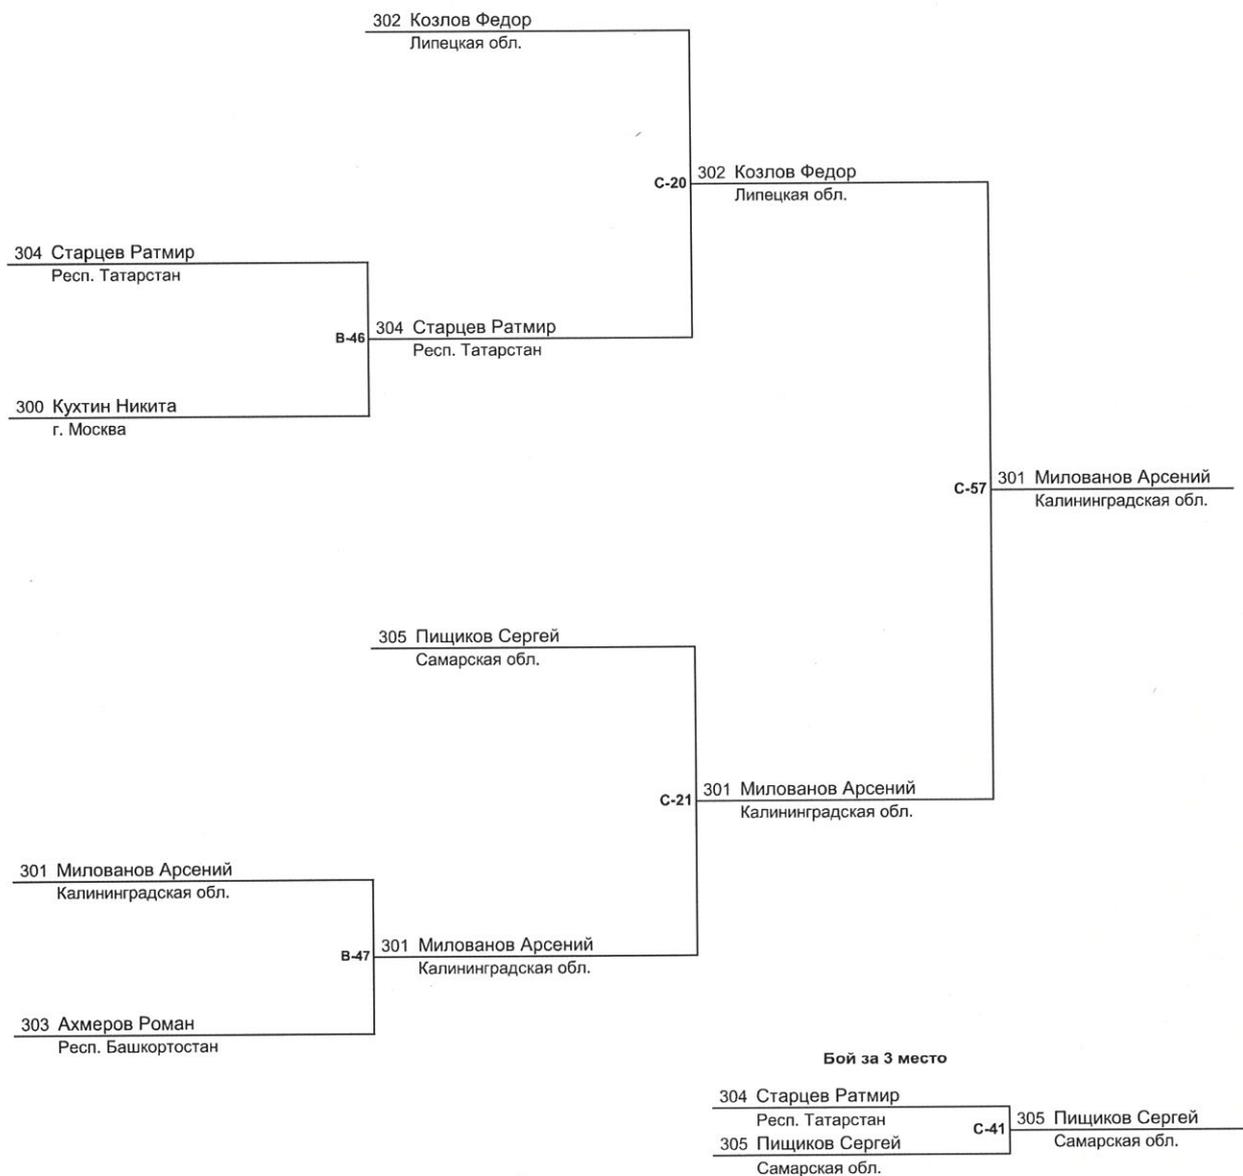 302 Козлов Федор
Липецкая обл.
C-20
302 Козлов Федор
Липецкая обл.
304 Старцев Ратмир
Респ. Татарстан
B-46
304 Старцев Ратмир
Респ. Татарстан
300 Кухтин Никита
г. Москва
C-57
301 Милованов Арсений
Калининградская обл.
305 Пищиков Сергей
Самарская обл.
C-21
301 Милованов Арсений
Калининградская обл.
301 Милованов Арсений
Калининградская обл.
B-47
301 Милованов Арсений
Калининградская обл.
303 Ахмеров Роман
Респ. Башкортостан
Бой за 3 место
304 Старцев Ратмир
Респ. Татарстан
C-41
305 Пищиков Сергей
Самарская обл.
305 Пищиков Сергей
Самарская обл.